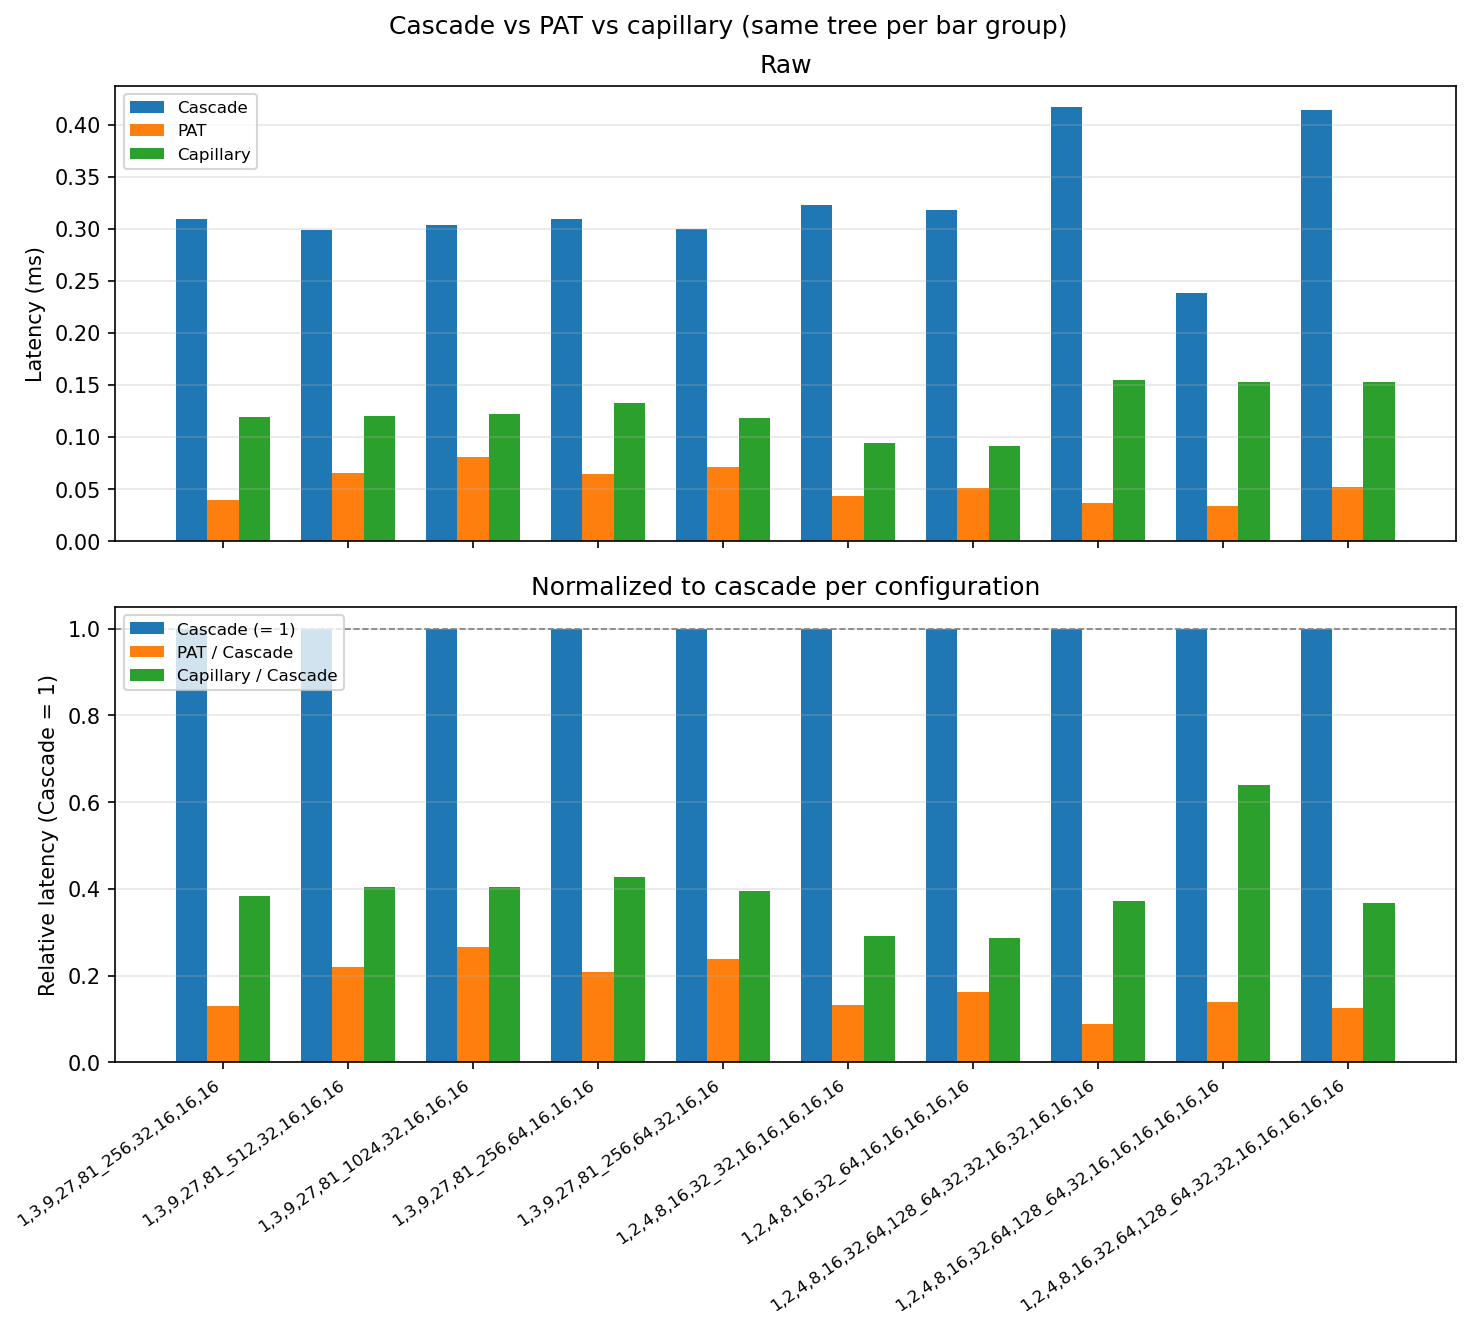 Cascade vs PAT vs capillary (same tree per bar group)
Raw
Cascade
PAT
Capillary
Latency (ms)
0.40
0.35
0.30
0.25
0.20
0.15
0.10
0.05
0.00
Normalized to cascade per configuration
Cascade (= 1)
PAT / Cascade
Capillary / Cascade
Relative latency (Cascade = 1)
1.0
0.8
0.6
0.4
0.2
0.0
1,3,9,27,81_256,32,16,16,16
1,3,9,27,81_512,32,16,16,16
1,3,9,27,81_1024,32,16,16,16
1,3,9,27,81_256,64,16,16,16
1,3,9,27,81_256,64,32,16,16
1,2,4,8,16,32_32,16,16,16,16,16
1,2,4,8,16,32_64,16,16,16,16,16
1,2,4,8,16,32,64,128_64,32,32,16,32,16,16,16
1,2,4,8,16,32,64,128_64,32,16,16,16,16,16,16
1,2,4,8,16,32,64,128_64,32,32,16,16,16,16,16